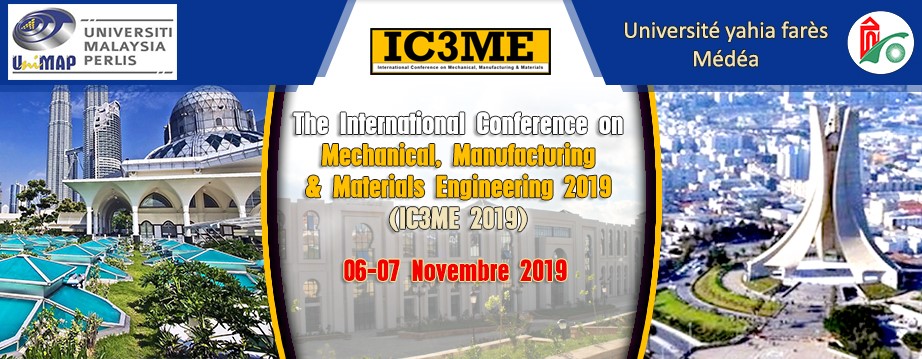 UniMAP
UNIVERSITI
MALAYSIA
PERLIS
IC3ME
International Conference on Mechanical, Manufacturing & Materials
Université yahia farès
Médéa
The International Conference on
Mechanical, Manufacturing
& Materials Engineering 2019
(IC3ME 2019)
06-07 Novembre 2019